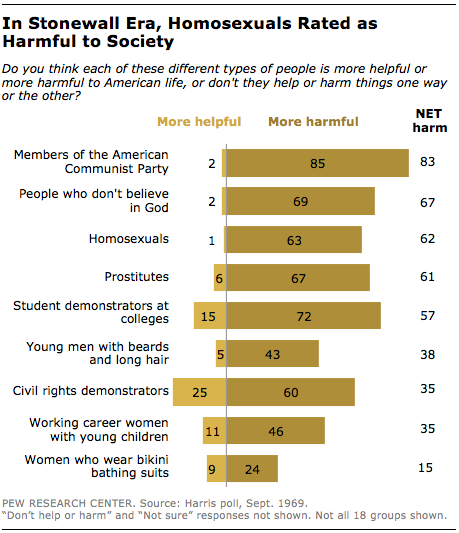 In Stonewall Era, Homosexuals Rated as
Harmful to Society
Do you think each of these different types of people is more helpful or
more harmful to American life, or don't they help or harm things one way
or the other?
More helpful More harmful NET
harm
Members of the American
Communist Party 2 85 83
People who don't believe
in God 2 69 67
Homosexuals 1 63 62
Prostitutes 6 67 61
Student demonstrators at
colleges 15 72 57
Young men with beards
and long hair 5 43 38
Civil rights demonstrators 25 60 35
Working career women
with young children 11 46 35
Women who wear bikini
bathing suits 9 24 15
PEW RESEARCH CENTER. Source: Harris poll, Sept. 1969.
"Don't help or harm" and "Not sure" responses not shown. Not all 18 groups shown.